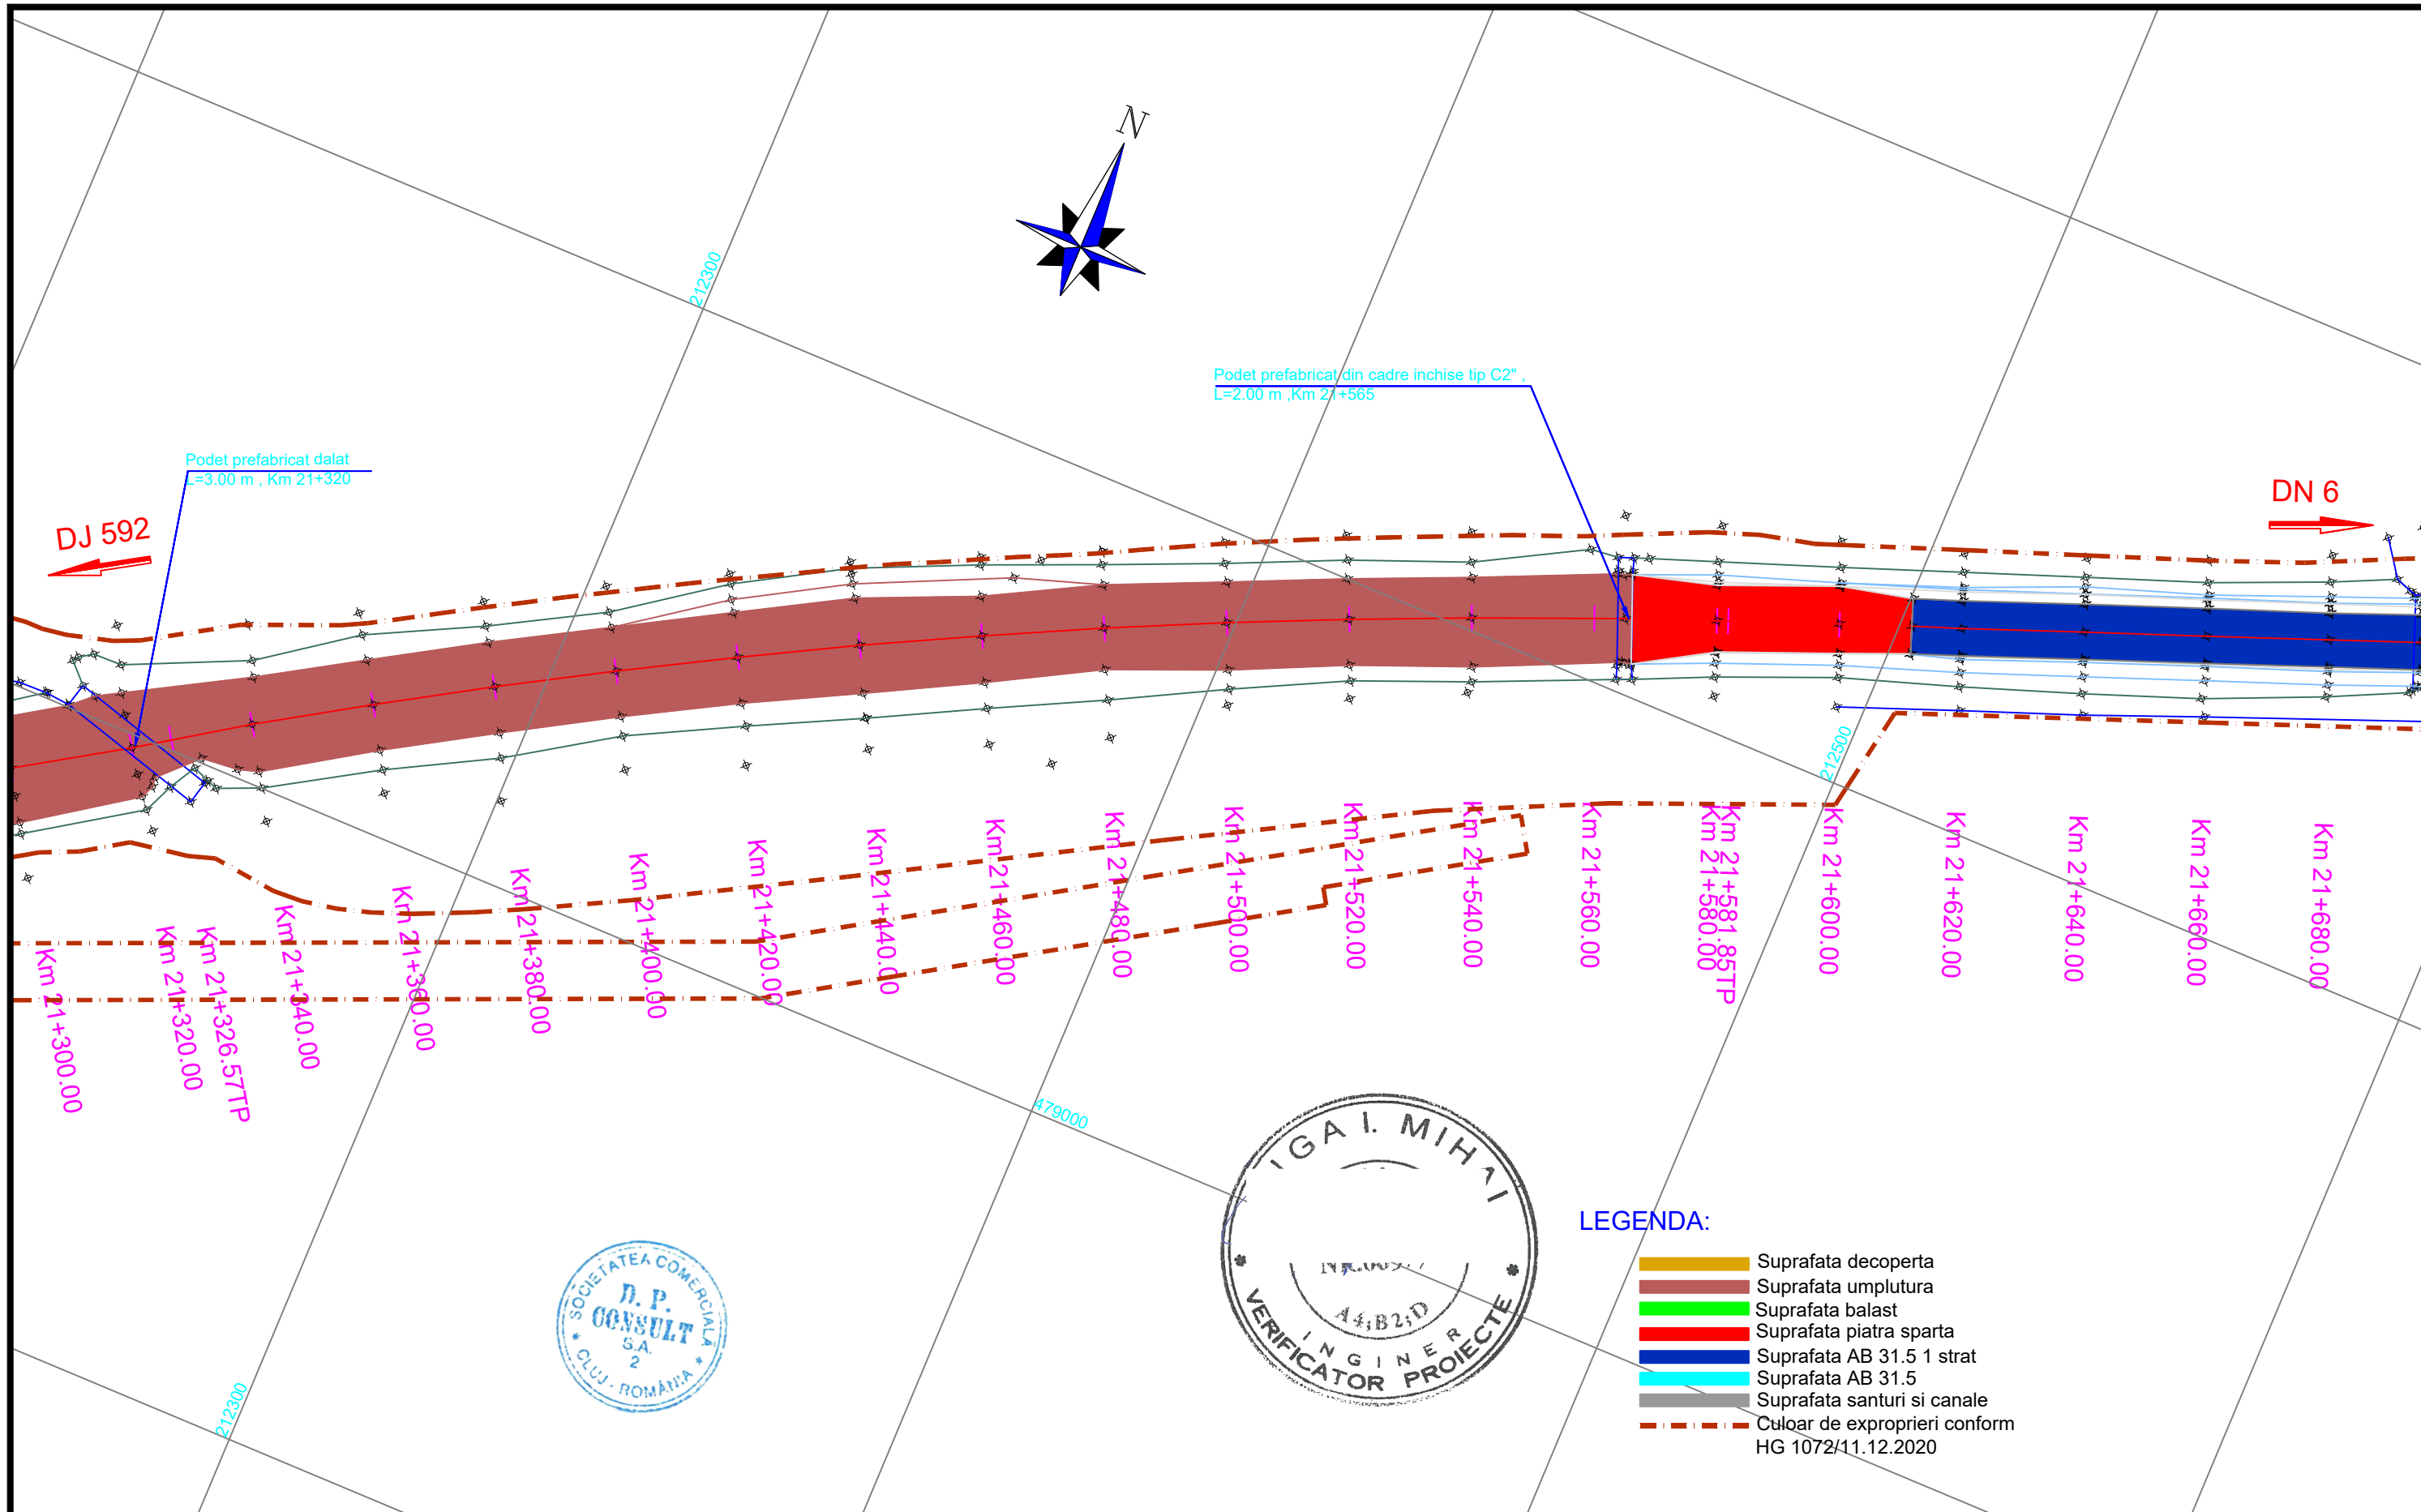 N
212300
Podet prefabricat din cadre inchise tip C2" ,
L=2.00 m ,Km 21+565
Podet prefabricat dalat
L=3.00 m , Km 21+320
DJ 592
DN 6
212500
Km 21+300.00
Km 21+320.00
Km 21+326.57TP
Km 21+340.00
Km 21+360.00
Km 21+380.00
Km 21+400.00
Km 21+420.00
Km 21+440.00
Km 21+460.00
Km 21+480.00
Km 21+500.00
Km 21+520.00
Km 21+540.00
Km 21+560.00
Km 21+580.00
Km 21+581.85TP
Km 21+600.00
Km 21+620.00
Km 21+640.00
Km 21+660.00
Km 21+680.00
479000
212300
SOCIETATEA COMERCIALĂ
D. P.
CONSULT
S.A.
2
* CLUJ - ROMÂNIA *
I. MIHAI
A4;B2;D
INGINER
* VERIFICATOR PROIECTE *
LEGENDA:
Suprafata decoperta
Suprafata umplutura
Suprafata balast
Suprafata piatra sparta
Suprafata AB 31.5 1 strat
Suprafata AB 31.5
Suprafata santuri si canale
Culoar de exproprieri conform
HG 1072/11.12.2020